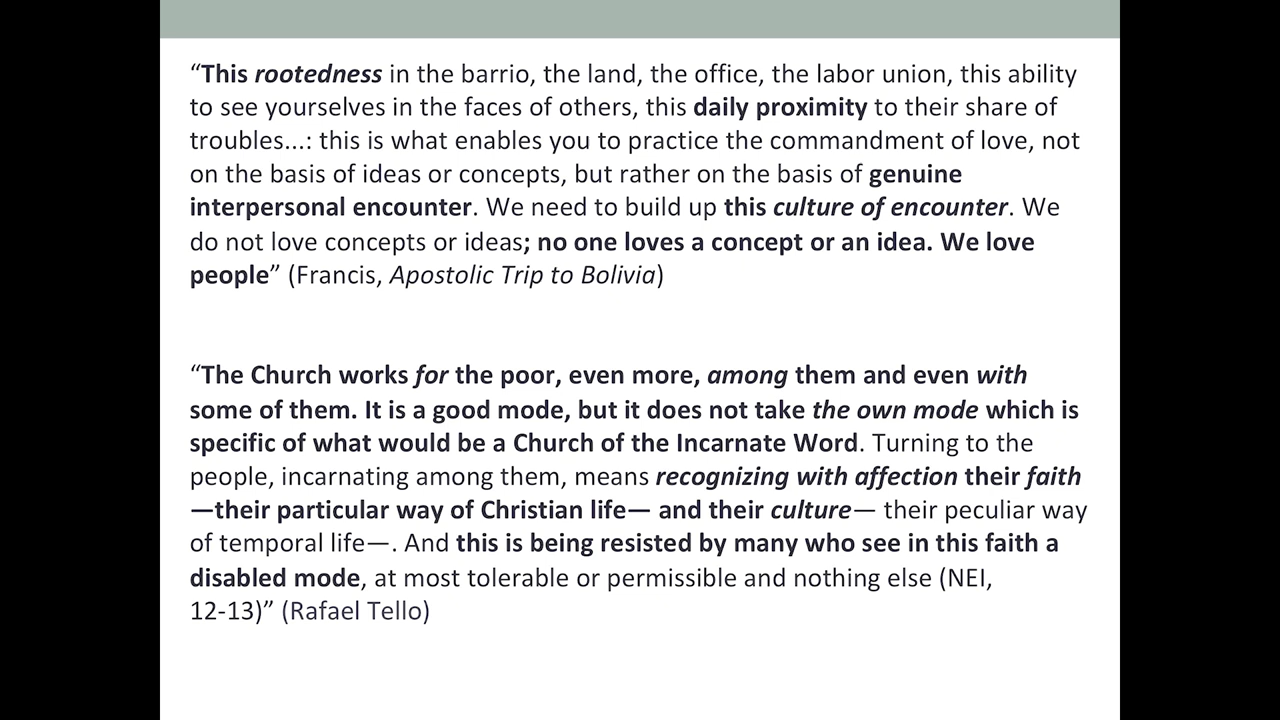 “This rootedness in the barrio, the land, the office, the labor union, this ability
to see yourselves in the faces of others, this daily proximity to their share of
troubles...: this is what enables you to practice the commandment of love, not
on the basis of ideas or concepts, but rather on the basis of genuine
interpersonal encounter. We need to build up this culture of encounter. We
do not love concepts or ideas; no one loves a concept or an idea. We love
people” (Francis, Apostolic Trip to Bolivia)
“The Church works for the poor, even more, among them and even with
some of them. It is a good mode, but it does not take the own mode which is
specific of what would be a Church of the Incarnate Word. Turning to the
people, incarnating among them, means recognizing with affection their faith
—their particular way of Christian life— and their culture— their peculiar way
of temporal life—. And this is being resisted by many who see in this faith a
disabled mode, at most tolerable or permissible and nothing else (NEI,
12-13)” (Rafael Tello)